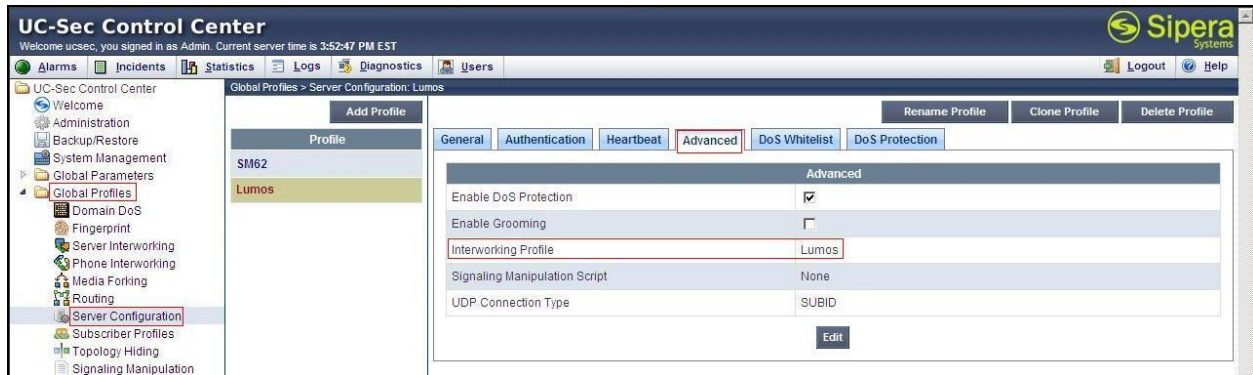 UC-Sec Control Center
Welcome ucsec, you signed in as Admin. Current server time is 3:52:47 PM EST
Sipera
Systems
Alarms Incidents Statistics Logs Diagnostics Users Logout Help
UC-Sec Control Center
Welcome
Administration
Backup/Restore
System Management
Global Parameters
Global Profiles
Domain DoS
Fingerprint
Server Interworking
Phone Interworking
Media Forking
Routing
Server Configuration
Subscriber Profiles
Topology Hiding
Signaling Manipulation
Global Profiles > Server Configuration: Lumos
Add Profile
Profile
SM62
Lumos
Rename Profile Clone Profile Delete Profile
General Authentication Heartbeat Advanced DoS Whitelist DoS Protection
Advanced
Enable DoS Protection
Enable Grooming
Interworking Profile Lumos
Signaling Manipulation Script None
UDP Connection Type SUBID
Edit